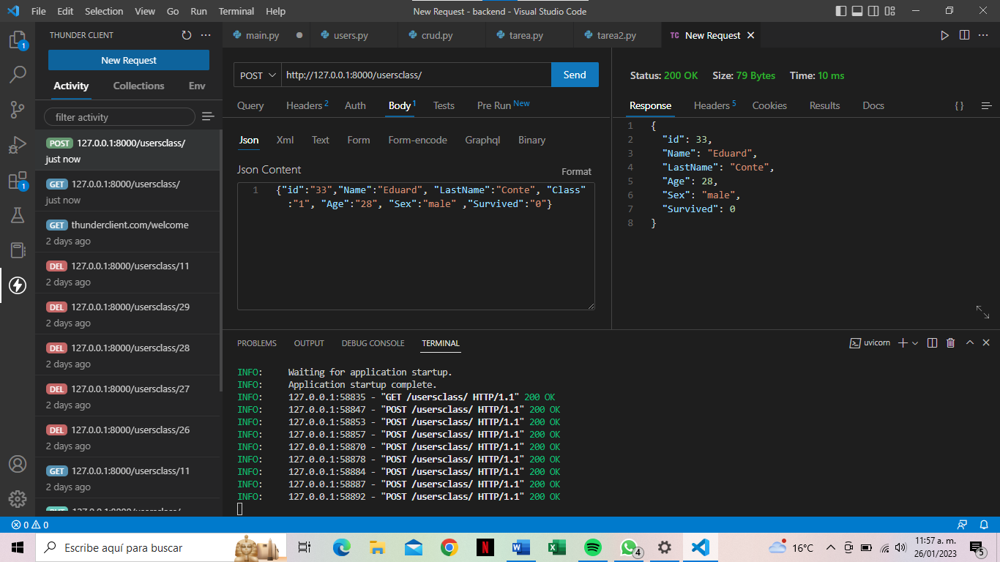 File Edit Selection View Go Run Terminal Help New Request - backend - Visual Studio Code
THUNDER CLIENT
main.py users.py crud.py tarea.py tarea2.py TC New Request
New Request
Activity Collections Env
filter activity
POST 127.0.0.1:8000/usersclass/
just now
GET 127.0.0.1:8000/usersclass/
just now
GET thunderclient.com/welcome
2 days ago
DEL 127.0.0.1:8000/usersclass/11
2 days ago
DEL 127.0.0.1:8000/usersclass/29
2 days ago
DEL 127.0.0.1:8000/usersclass/28
2 days ago
DEL 127.0.0.1:8000/usersclass/27
2 days ago
DEL 127.0.0.1:8000/usersclass/26
2 days ago
GET 127.0.0.1:8000/usersclass/11
2 days ago
1
1
POST http://127.0.0.1:8000/usersclass/ Send
Query Headers 2 Auth Body 1 Tests Pre Run New
Json Xml Text Form Form-encode Graphql Binary
Json Content Format
1 {"id":"33","Name":"Eduard", "LastName":"Conte", "Class"
:"1", "Age":"28", "Sex":"male" ,"Survived":"0"}
Status: 200 OK Size: 79 Bytes Time: 10 ms
Response Headers 5 Cookies Results Docs { }
1 {
2 "id": 33,
3 "Name": "Eduard",
4 "LastName": "Conte",
5 "Age": 28,
6 "Sex": "male",
7 "Survived": 0
8 }
PROBLEMS OUTPUT DEBUG CONSOLE TERMINAL uvicorn
INFO: Waiting for application startup.
INFO: Application startup complete.
INFO: 127.0.0.1:58835 - "GET /usersclass/ HTTP/1.1" 200 OK
INFO: 127.0.0.1:58847 - "POST /usersclass/ HTTP/1.1" 200 OK
INFO: 127.0.0.1:58853 - "POST /usersclass/ HTTP/1.1" 200 OK
INFO: 127.0.0.1:58857 - "POST /usersclass/ HTTP/1.1" 200 OK
INFO: 127.0.0.1:58870 - "POST /usersclass/ HTTP/1.1" 200 OK
INFO: 127.0.0.1:58878 - "POST /usersclass/ HTTP/1.1" 200 OK
INFO: 127.0.0.1:58884 - "POST /usersclass/ HTTP/1.1" 200 OK
INFO: 127.0.0.1:58887 - "POST /usersclass/ HTTP/1.1" 200 OK
INFO: 127.0.0.1:58892 - "POST /usersclass/ HTTP/1.1" 200 OK
0 0
Escribe aquí para buscar
4
16°C
11:57 a. m.
26/01/2023
5